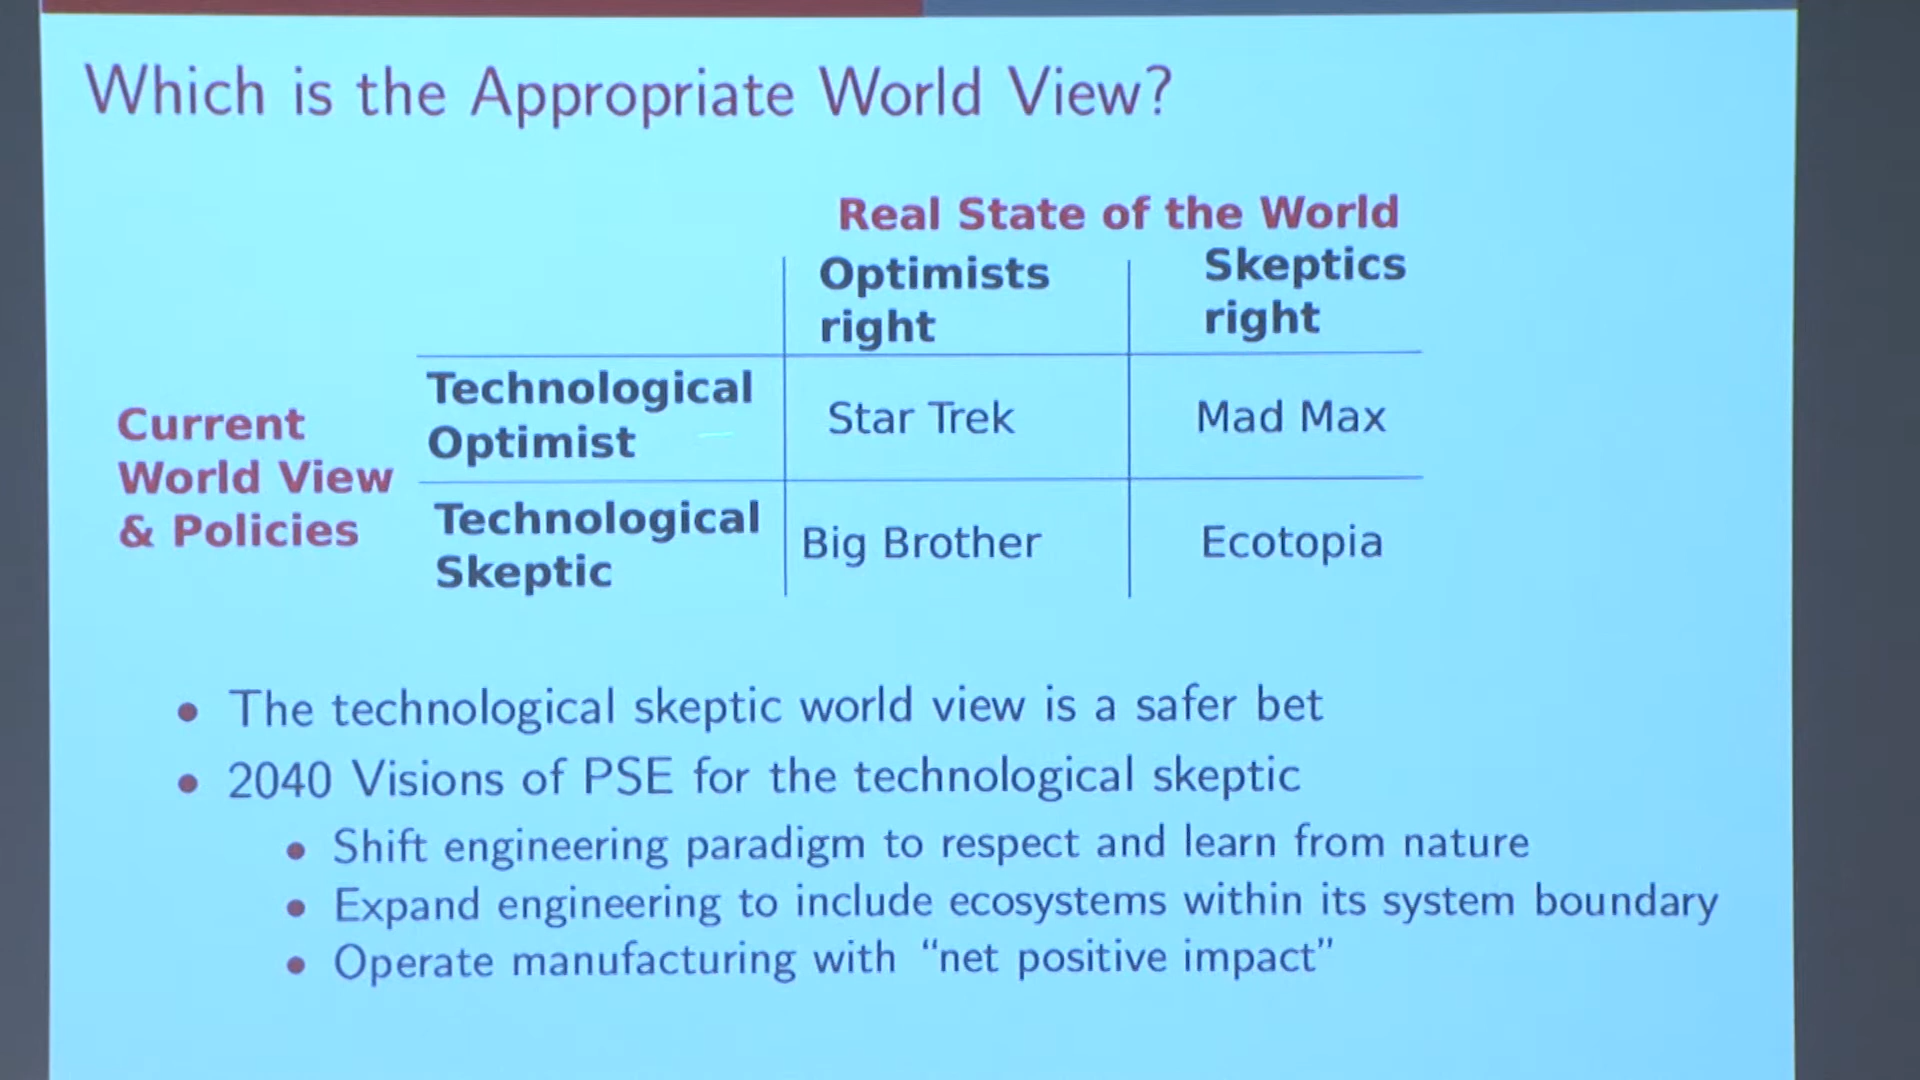 Which is the Appropriate World View?
Real State of the World
Optimists
right
Skeptics
right
Current
World View
& Policies
Technological
Optimist
Star Trek
Mad Max
Technological
Skeptic
Big Brother
Ecotopia
The technological skeptic world view is a safer bet
2040 Visions of PSE for the technological skeptic
Shift engineering paradigm to respect and learn from nature
Expand engineering to include ecosystems within its system boundary
Operate manufacturing with “net positive impact”